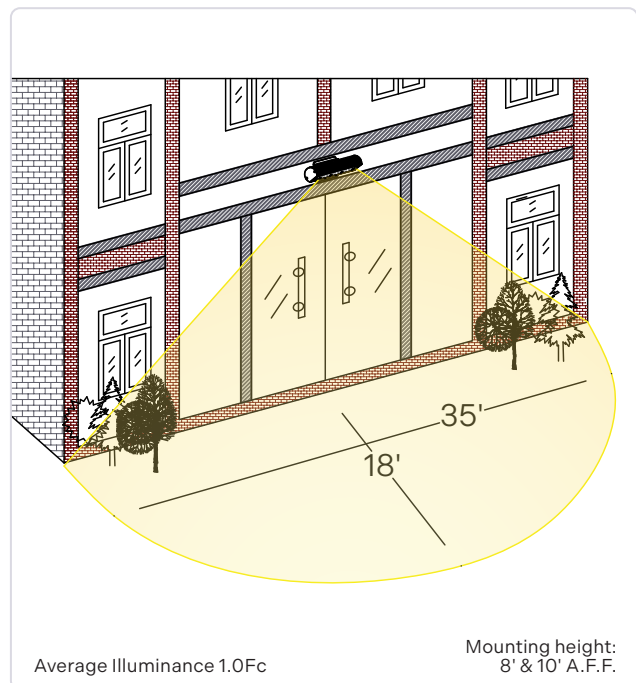 35'
18'
Mounting height:
Average Illuminance 1.0Fc
8' & 10' A.F.F.